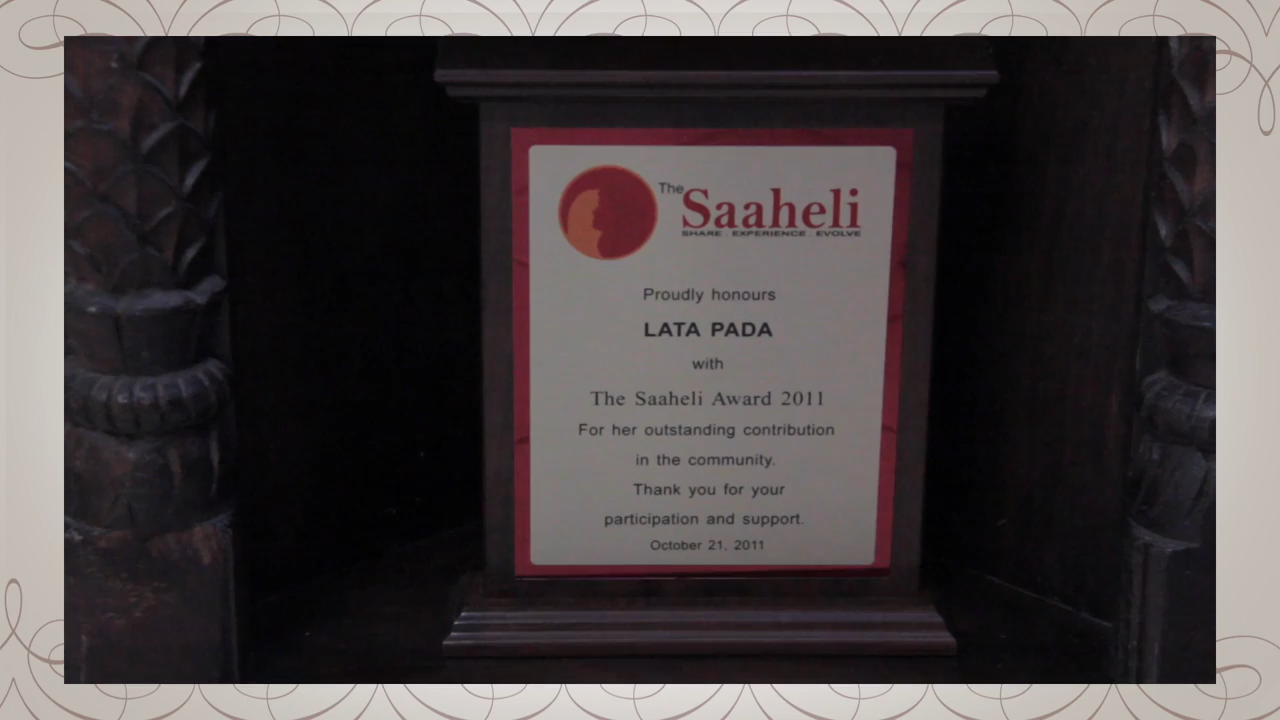 The Saaheli
SHARE . EXPERIENCE . EVOLVE
Proudly honours
LATA PADA
with
The Saaheli Award 2011
For her outstanding contribution
in the community.
Thank you for your
participation and support.
October 21, 2011